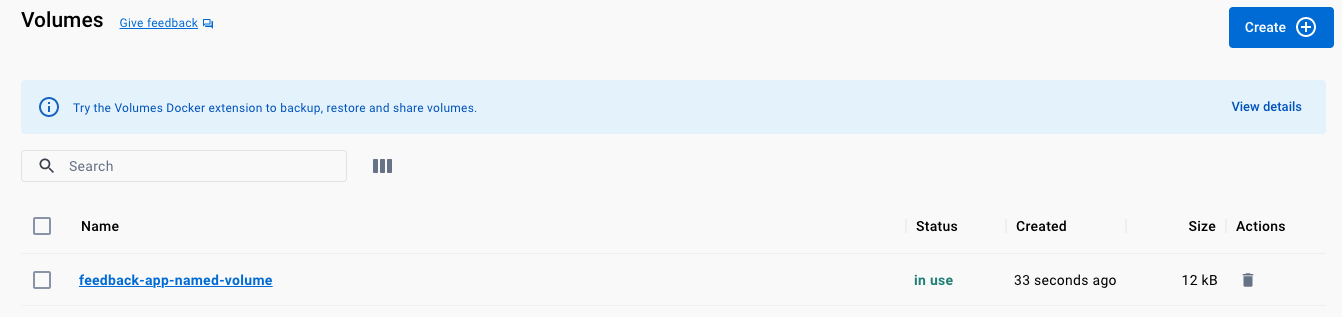 Volumes Give feedback
Create
Try the Volumes Docker extension to backup, restore and share volumes. View details
Search
Name Status Created Size Actions
feedback-app-named-volume in use 33 seconds ago 12 kB